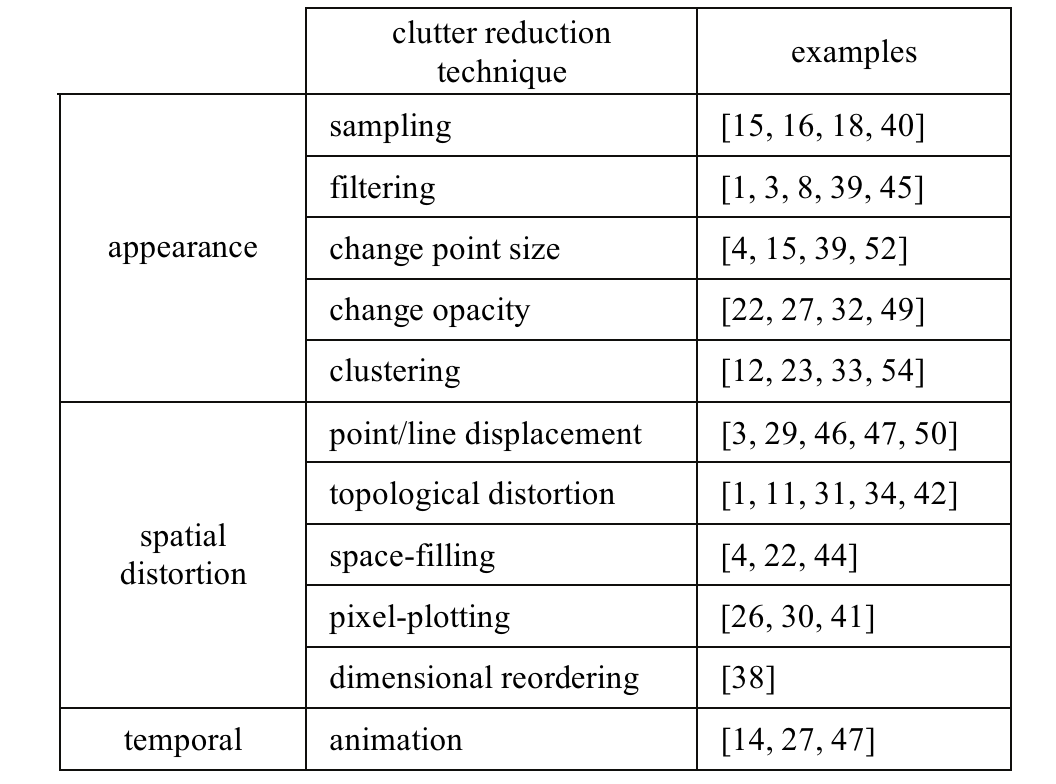 clutter reduction
technique
examples
appearance
sampling
[15, 16, 18, 40]
filtering
[1, 3, 8, 39, 45]
change point size
[4, 15, 39, 52]
change opacity
[22, 27, 32, 49]
clustering
[12, 23, 33, 54]
spatial
distortion
point/line displacement
[3, 29, 46, 47, 50]
topological distortion
[1, 11, 31, 34, 42]
space-filling
[4, 22, 44]
pixel-plotting
[26, 30, 41]
dimensional reordering
[38]
temporal
animation
[14, 27, 47]